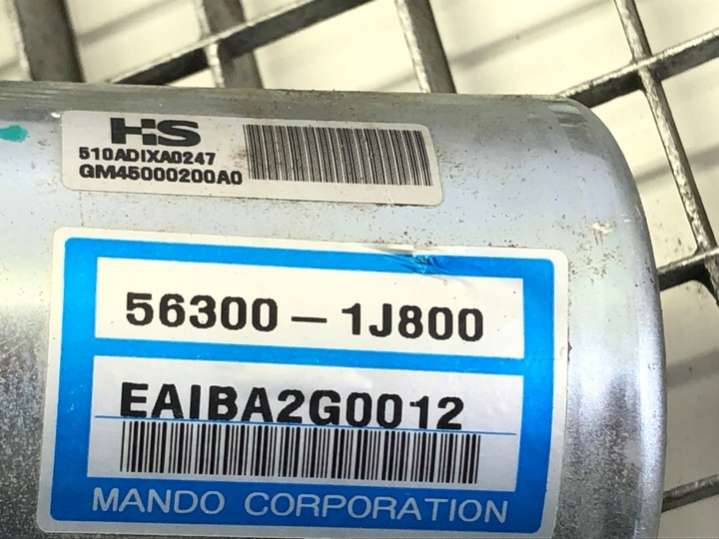 HS
510ADIXA0247
GM45000200A0
56300-1J800
EAIBA2G0012
MANDO CORPORATION